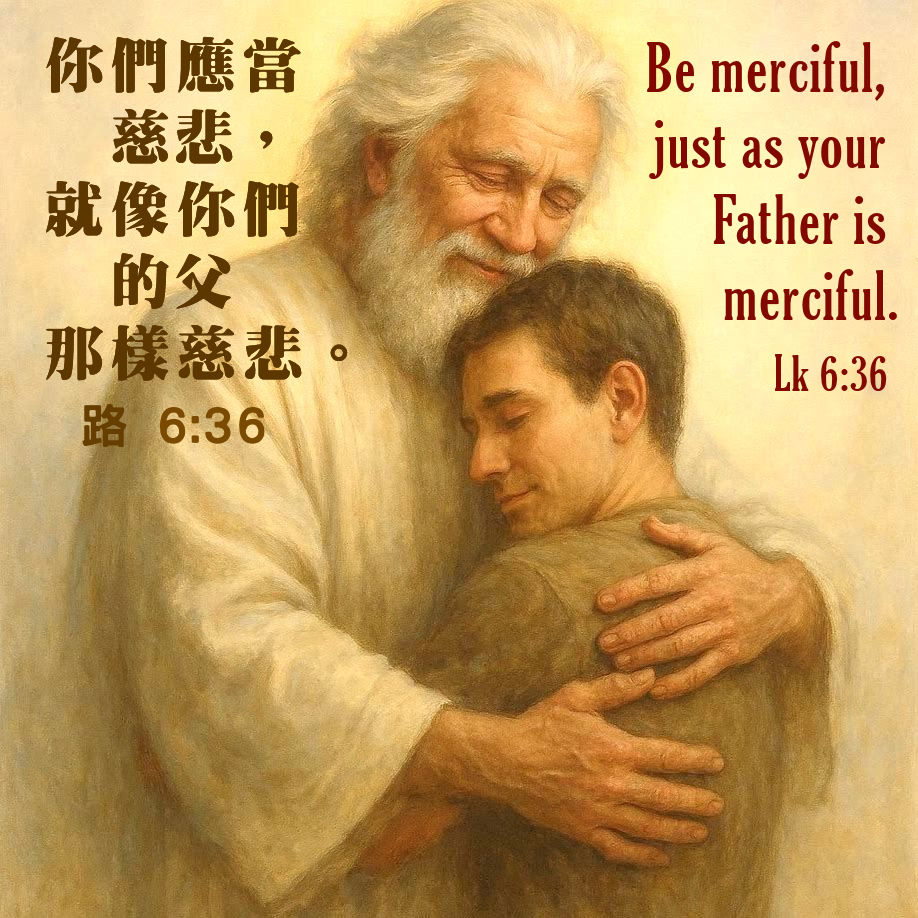 你們應當
慈悲，
就像你們
的父
那樣慈悲。
路 6:36
Be merciful,
just as your
Father is
merciful.
Lk 6:36